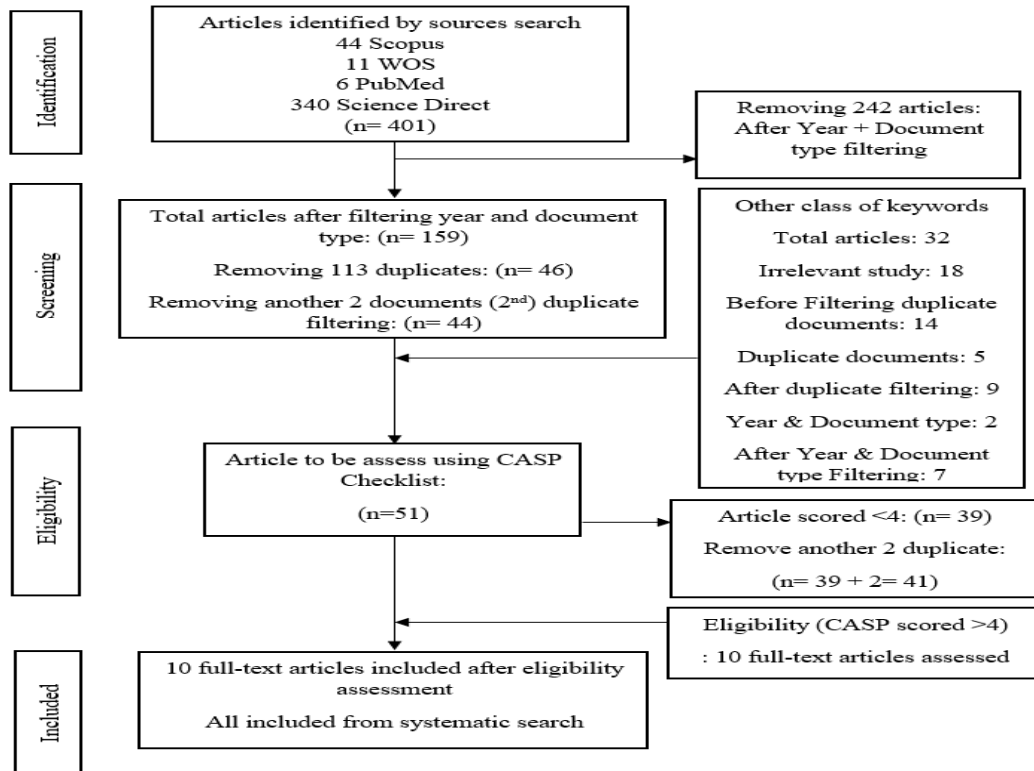 Identification
Articles identified by sources search
44 Scopus
11 WOS
6 PubMed
340 Science Direct
(n= 401)
Removing 242 articles:
After Year + Document
type filtering
Screening
Total articles after filtering year and document
type: (n= 159)
Removing 113 duplicates: (n= 46)
Removing another 2 documents (2nd) duplicate
filtering: (n= 44)
Other class of keywords
Total articles: 32
Irrelevant study: 18
Before Filtering duplicate
documents: 14
Duplicate documents: 5
After duplicate filtering: 9
Year & Document type: 2
After Year & Document
type Filtering: 7
Eligibility
Article to be assess using CASP
Checklist:
(n=51)
Article scored <4: (n= 39)
Remove another 2 duplicate:
(n= 39 + 2= 41)
Eligibility (CASP scored >4)
: 10 full-text articles assessed
Included
10 full-text articles included after eligibility
assessment
All included from systematic search